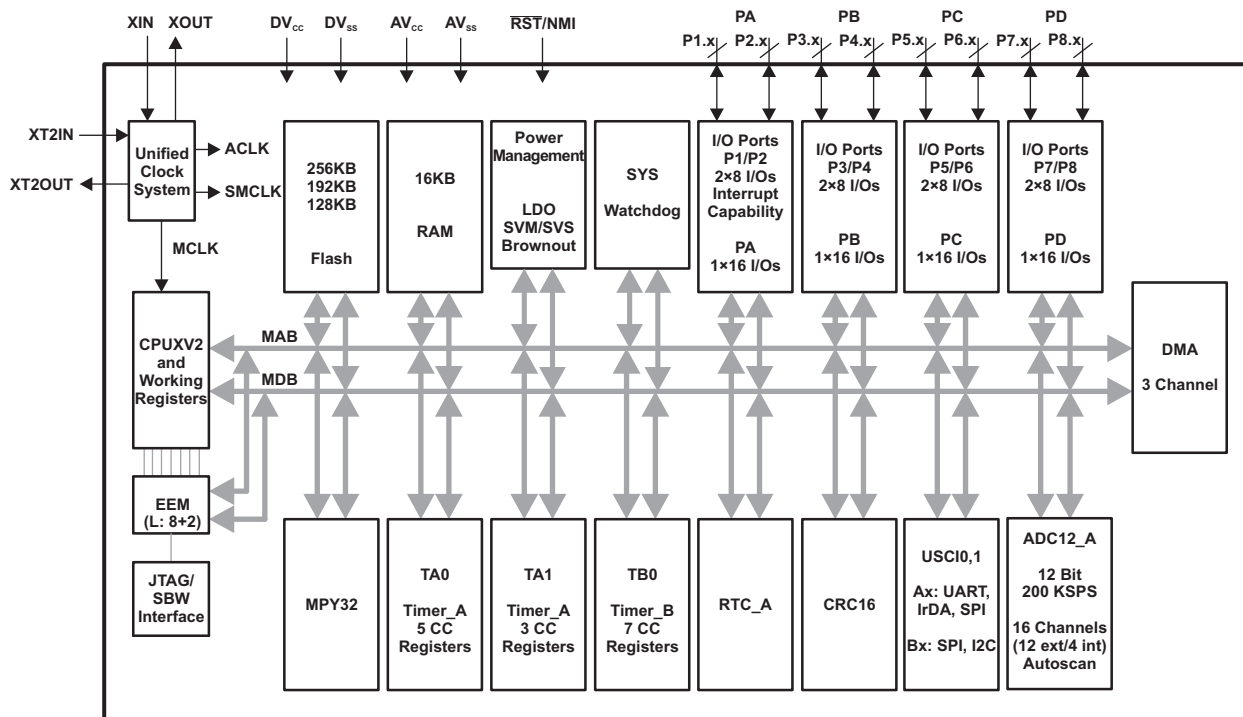 XIN XOUT DVCC DVSS AVCC AVSS RST/NMI PA PB PC PD
P1.x P2.x P3.x P4.x P5.x P6.x P7.x P8.x
XT2IN
XT2OUT
Unified
Clock
System
ACLK
SMCLK
MCLK
256KB
192KB
128KB
Flash
16KB
RAM
Power
Management
LDO
SVM/SVS
Brownout
SYS
Watchdog
I/O Ports
P1/P2
2×8 I/Os
Interrupt
Capability
PA
1×16 I/Os
I/O Ports
P3/P4
2×8 I/Os
PB
1×16 I/Os
I/O Ports
P5/P6
2×8 I/Os
PC
1×16 I/Os
I/O Ports
P7/P8
2×8 I/Os
PD
1×16 I/Os
CPUXV2
and
Working
Registers
MAB
MDB
DMA
3 Channel
EEM
(L: 8+2)
JTAG/
SBW
Interface
MPY32
TA0
Timer_A
5 CC
Registers
TA1
Timer_A
3 CC
Registers
TB0
Timer_B
7 CC
Registers
RTC_A
CRC16
USCI0,1
Ax: UART,
IrDA, SPI
Bx: SPI, I2C
ADC12_A
12 Bit
200 KSPS
16 Channels
(12 ext/4 int)
Autoscan